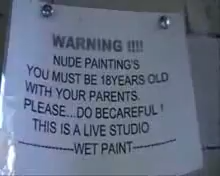 WARNING !!!!
NUDE PAINTING'S
YOU MUST BE 18YEARS OLD
WITH YOUR PARENTS.
PLEASE...DO BECAREFUL !
THIS IS A LIVE STUDIO
--------------WET PAINT--------------